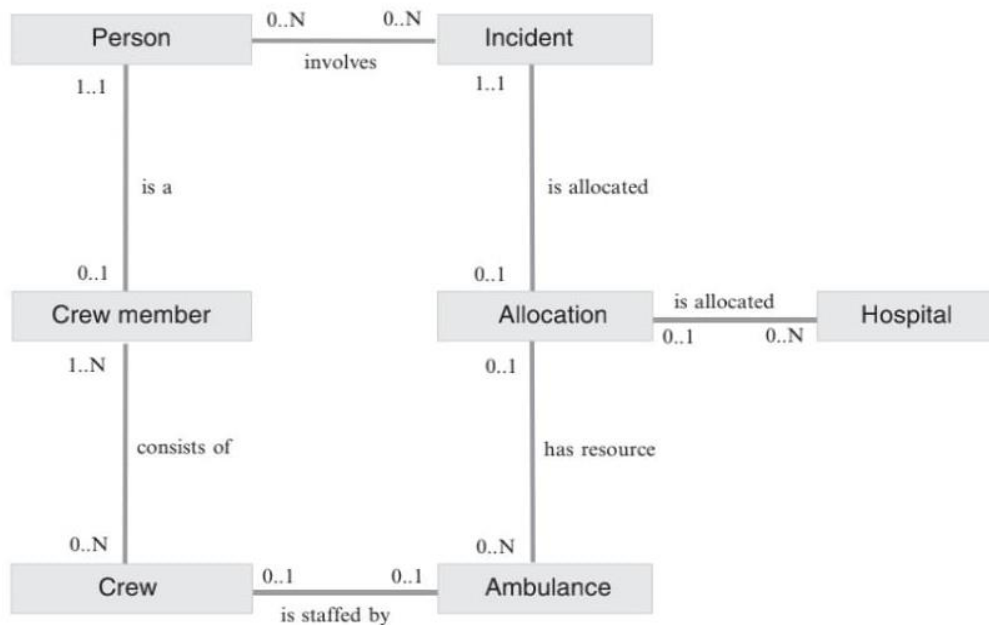 0..N 0..N
Person Incident
involves
1..1 1..1
is a is allocated
0..1 0..1
is allocated
Crew member Allocation Hospital
0..1 0..N
1..N 0..1
consists of has resource
0..N 0..N
0..1 0..1
Crew Ambulance
is staffed by